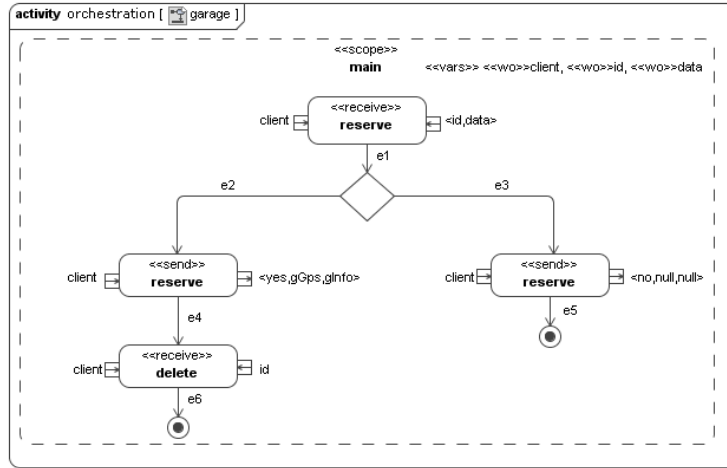 activity orchestration [ garage ]
<<scope>>
main <<vars>> <<wo>>client, <<wo>>id, <<wo>>data
<<receive>>
client reserve <id,data>
e1
e2 e3
<<send>> <<send>>
client reserve <yes,gGps,gInfo> client reserve <no,null,null>
e4 e5
<<receive>>
client delete id
e6